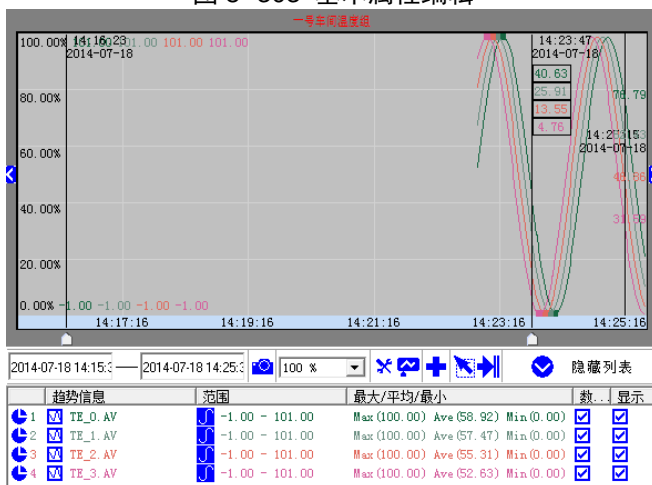 一号车间温度组
100.00% 101.00 101.00 101.00 101.00
14:16:23
2014-07-18
14:23:47
2014-07-18
40.63
25.91
13.55
4.76
80.00%
76.79
2014-07-18
60.00%
40.00%
20.00%
0.00% -1.00 -1.00 -1.00 -1.00
14:17:16 14:19:16 14:21:16 14:23:16 14:25:16
2014-07-18 14:15: 2014-07-18 14:25: 100 % 隐藏列表
趋势信息 范围 最大/平均/最小 数... 显示
1 TE_0.AV -1.00 - 101.00 Max(100.00) Ave(58.92) Min(0.00)
2 TE_1.AV -1.00 - 101.00 Max(100.00) Ave(57.47) Min(0.00)
3 TE_2.AV -1.00 - 101.00 Max(100.00) Ave(55.31) Min(0.00)
4 TE_3.AV -1.00 - 101.00 Max(100.00) Ave(52.63) Min(0.00)